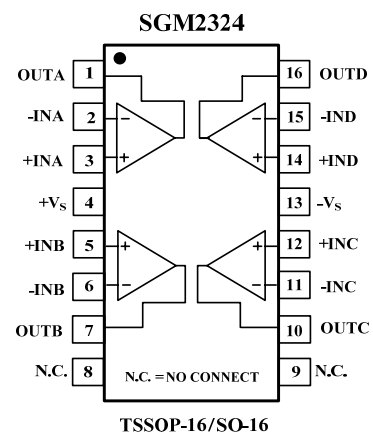 SGM2324
OUTA 1 16 OUTD
-INA 2 − − 15 -IND
+INA 3 + + 14 +IND
+VS 4 13 -VS
+INB 5 + + 12 +INC
-INB 6 − − 11 -INC
OUTB 7 10 OUTC
N.C. 8 N.C. = NO CONNECT 9 N.C.
TSSOP-16/SO-16